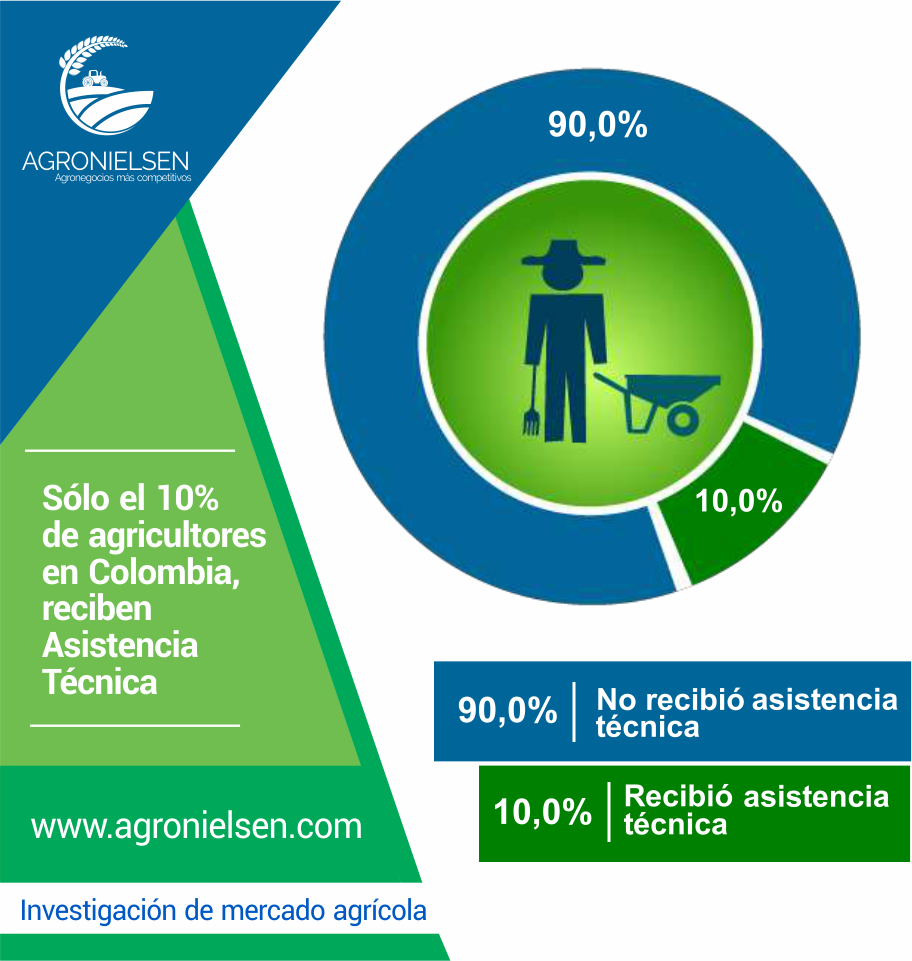 AGRONIELSEN
Agronegocios más competitivos
90,0%
10,0%
Sólo el 10%
de agricultores
en Colombia,
reciben
Asistencia
Técnica
90,0%
No recibió asistencia
técnica
10,0%
Recibió asistencia
técnica
www.agronielsen.com
Investigación de mercado agrícola